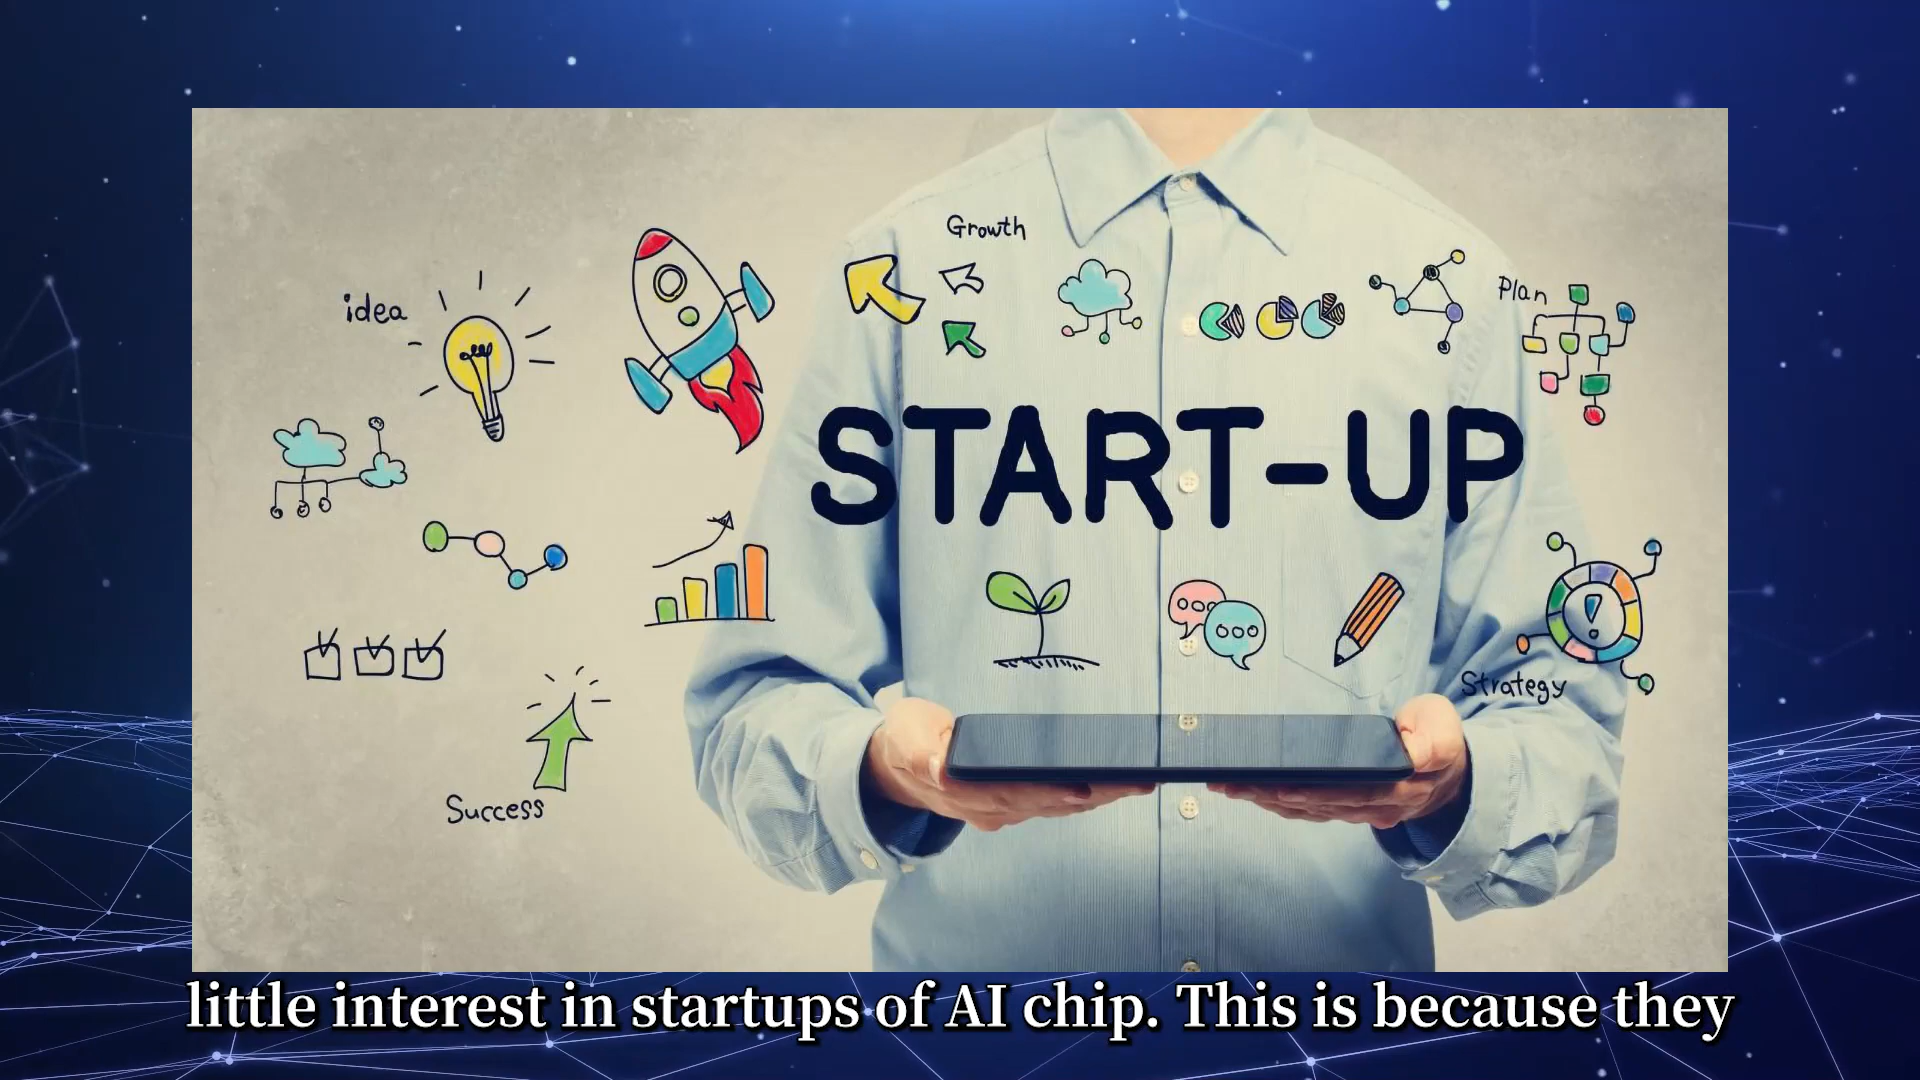 Growth
idea
Plan
START-UP
Strategy
Success
little interest in startups of AI chip. This is because they